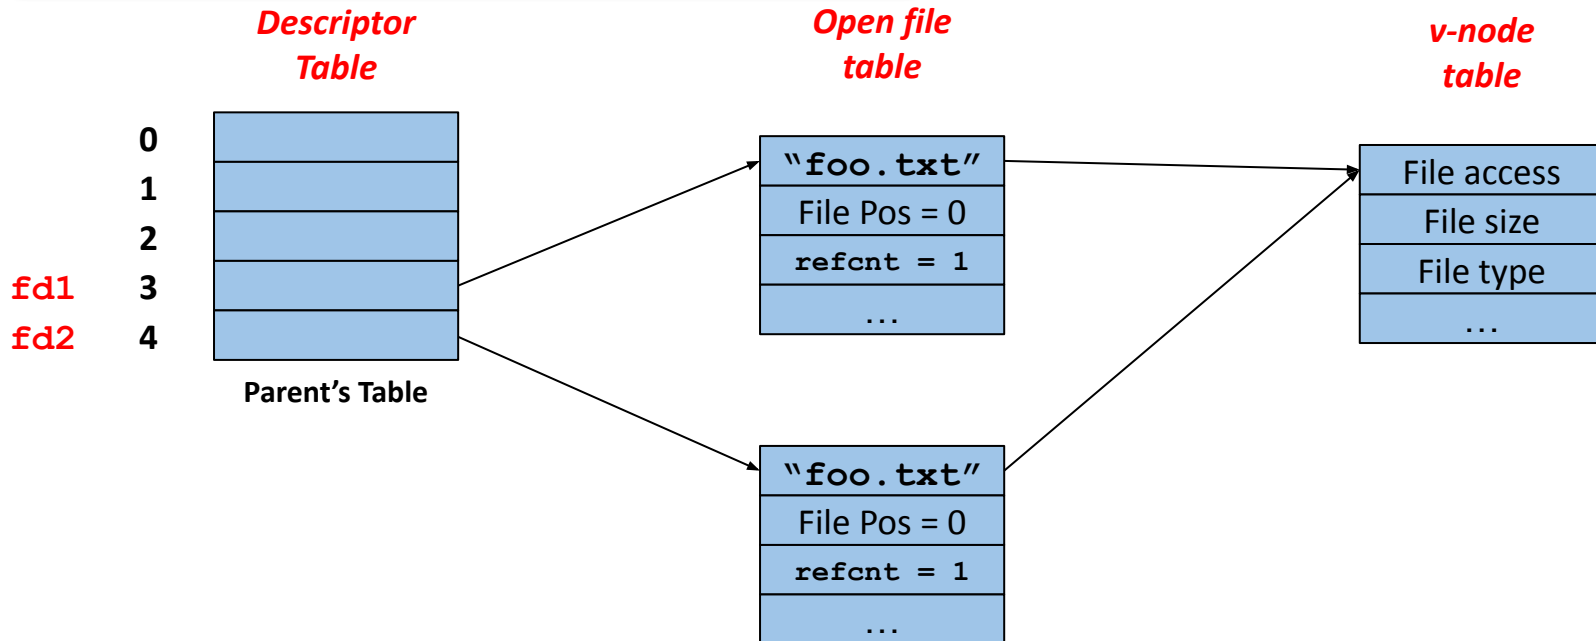 Descriptor
Table
Open file
table
v-node
table
0
1
2
fd1 3
fd2 4
Parent’s Table
“foo.txt”
File Pos = 0
refcnt = 1
...
“foo.txt”
File Pos = 0
refcnt = 1
...
File access
File size
File type
...